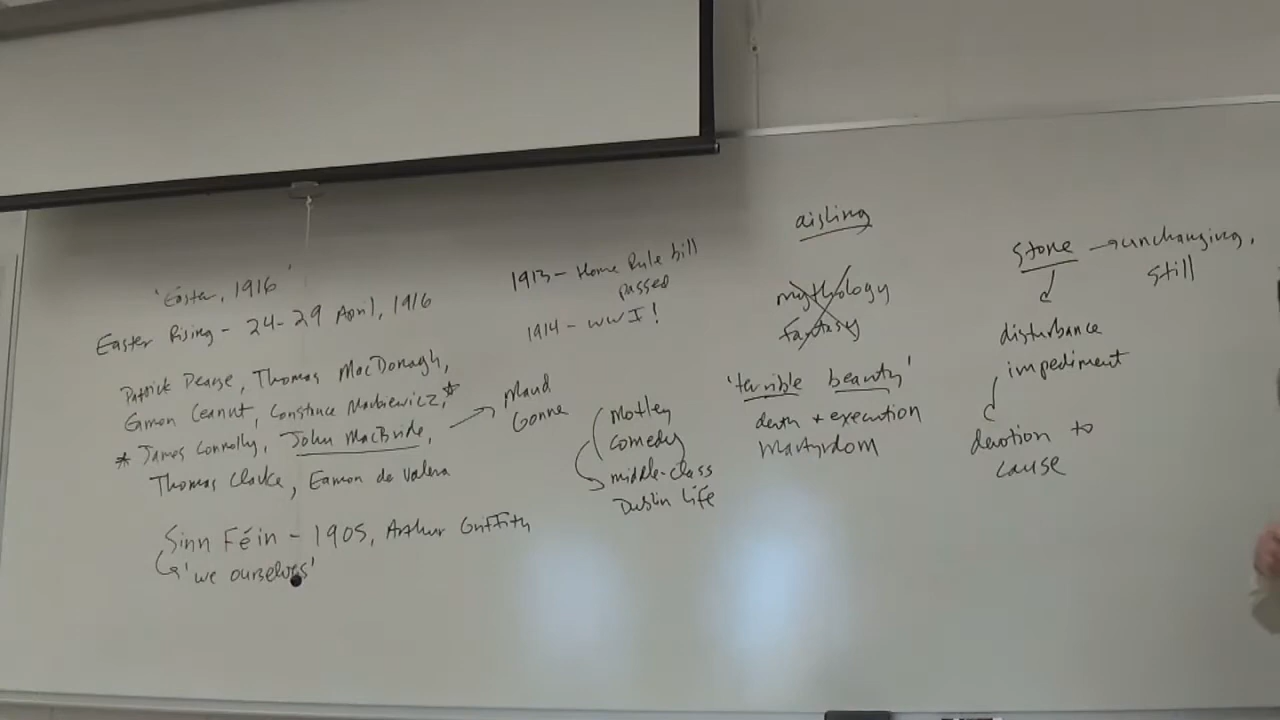 'Easter, 1916'
Easter Rising - 24-29 April, 1916
Patrick Pearse, Thomas MacDonagh,
Eamon Ceannt, Constance Markiewicz,*
* James Connolly, John MacBride,
Thomas Clarke, Eamon de Valera
Sinn Féin - 1905, Arthur Griffith
'we ourselves'
Maud
Gonne
1913 - Home Rule bill
passed
1914 - WWI!
Motley
comedy
middle-class
Dublin life
aisling
mythology
fantasy
'terrible beauty'
death + execution
Martyrdom
stone → unchanging,
still
disturbance
impediment
devotion to
cause